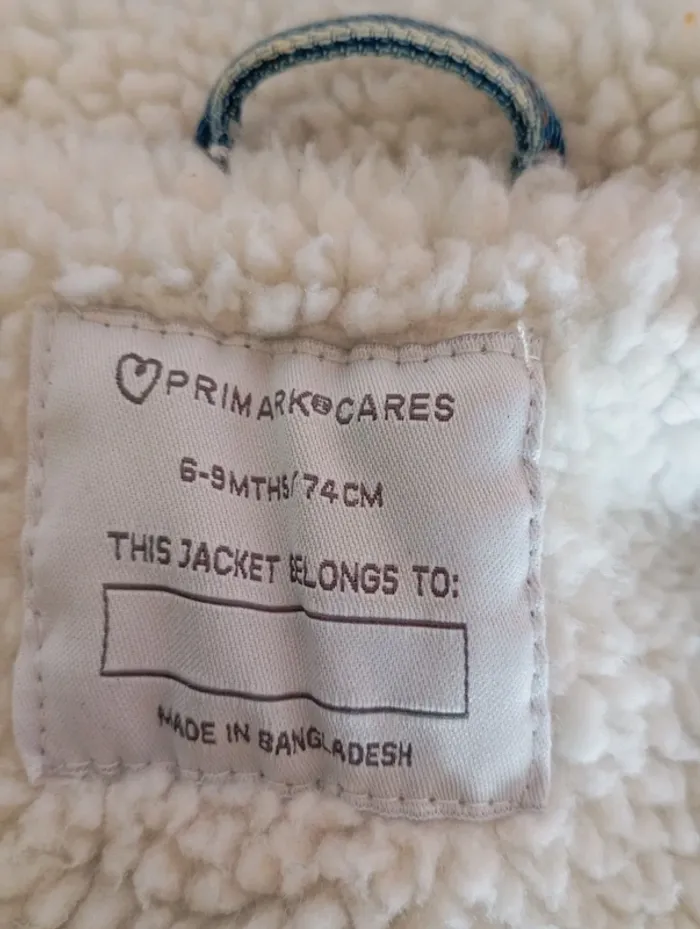 PRIMARK®CARES
6-9MTHS/74CM
THIS JACKET BELONGS TO:
MADE IN BANGLADESH